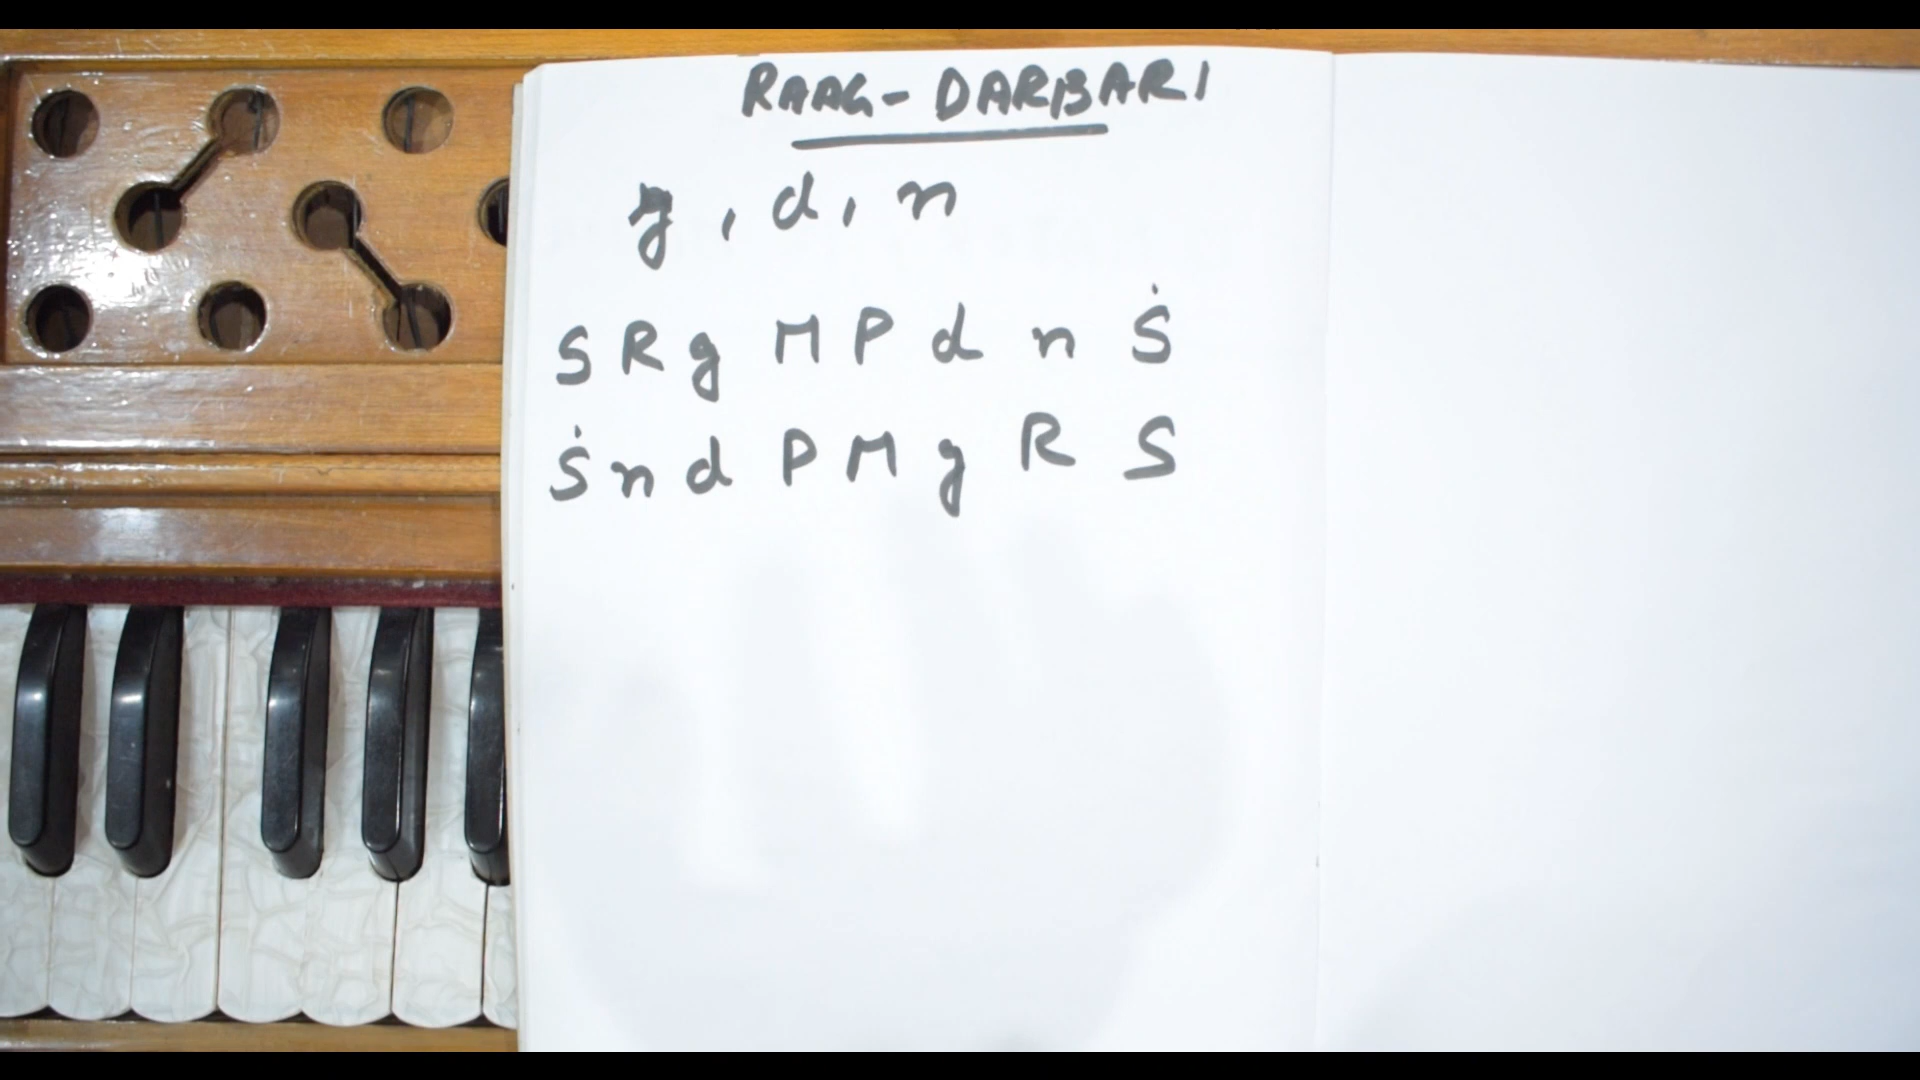 RAAG - DARBARI
g, d, n
S R g M P d n Ṡ
Ṡ n d P M g R S